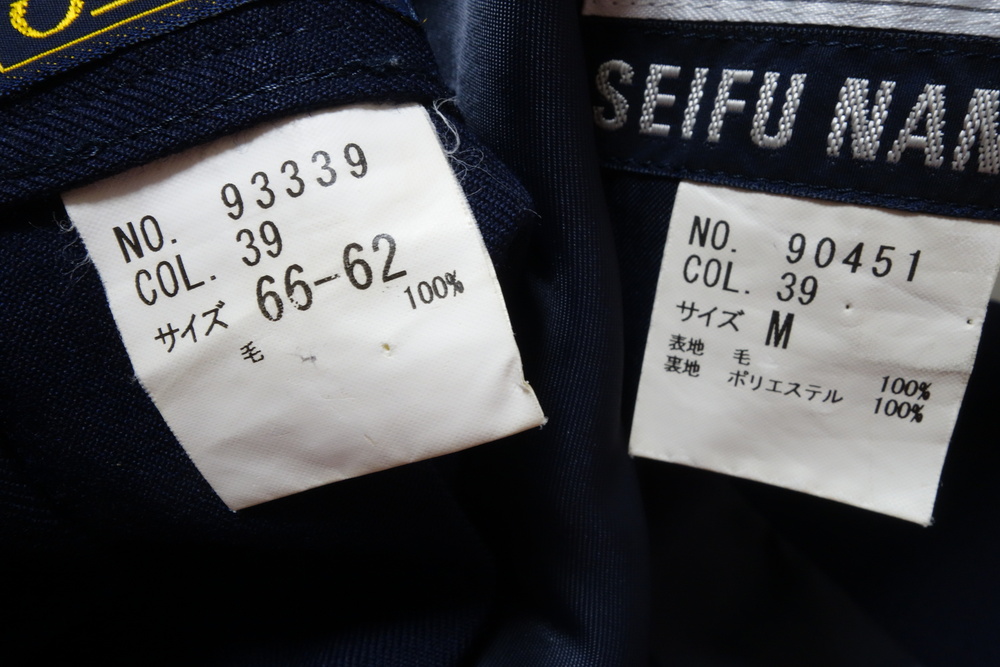 NO. 93339
COL. 39
サイズ 66-62
毛 100%
SEIFU NAN
NO. 90451
COL. 39
サイズ M
表地 毛 100%
裏地 ポリエステル 100%